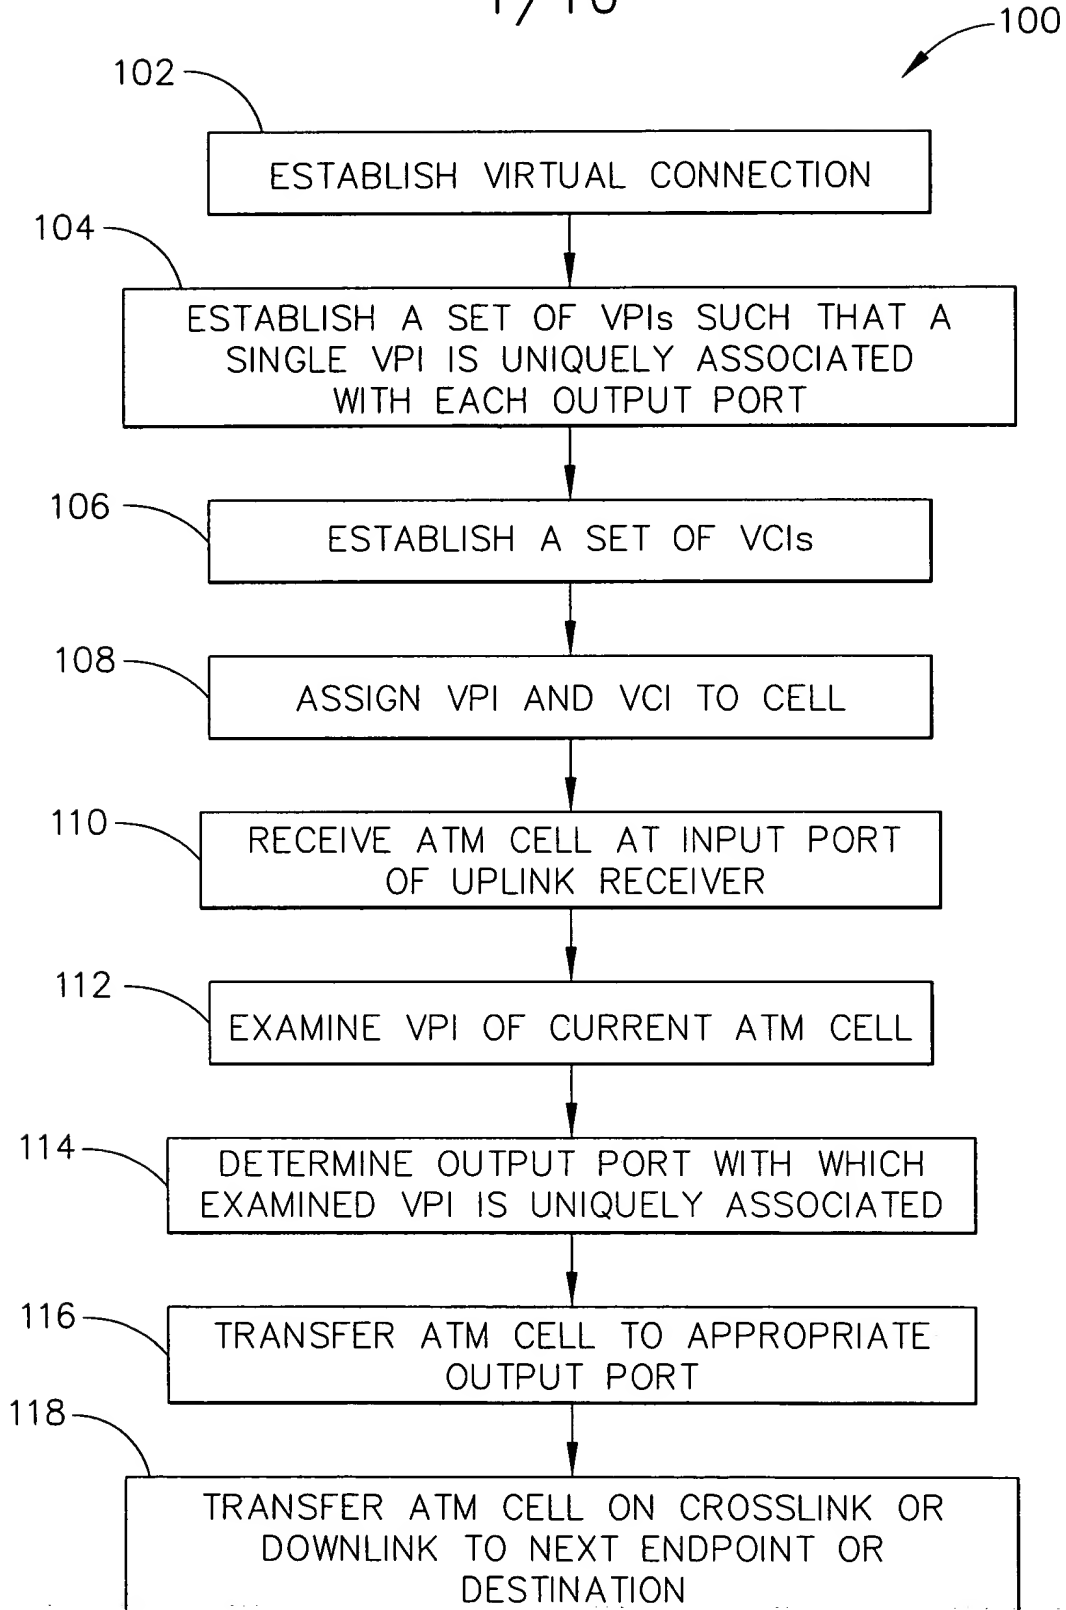 1/10
100
102
ESTABLISH VIRTUAL CONNECTION
104
ESTABLISH A SET OF VPIs SUCH THAT A
SINGLE VPI IS UNIQUELY ASSOCIATED
WITH EACH OUTPUT PORT
106
ESTABLISH A SET OF VCIs
108
ASSIGN VPI AND VCI TO CELL
110
RECEIVE ATM CELL AT INPUT PORT
OF UPLINK RECEIVER
112
EXAMINE VPI OF CURRENT ATM CELL
114
DETERMINE OUTPUT PORT WITH WHICH
EXAMINED VPI IS UNIQUELY ASSOCIATED
116
TRANSFER ATM CELL TO APPROPRIATE
OUTPUT PORT
118
TRANSFER ATM CELL ON CROSSLINK OR
DOWNLINK TO NEXT ENDPOINT OR
DESTINATION